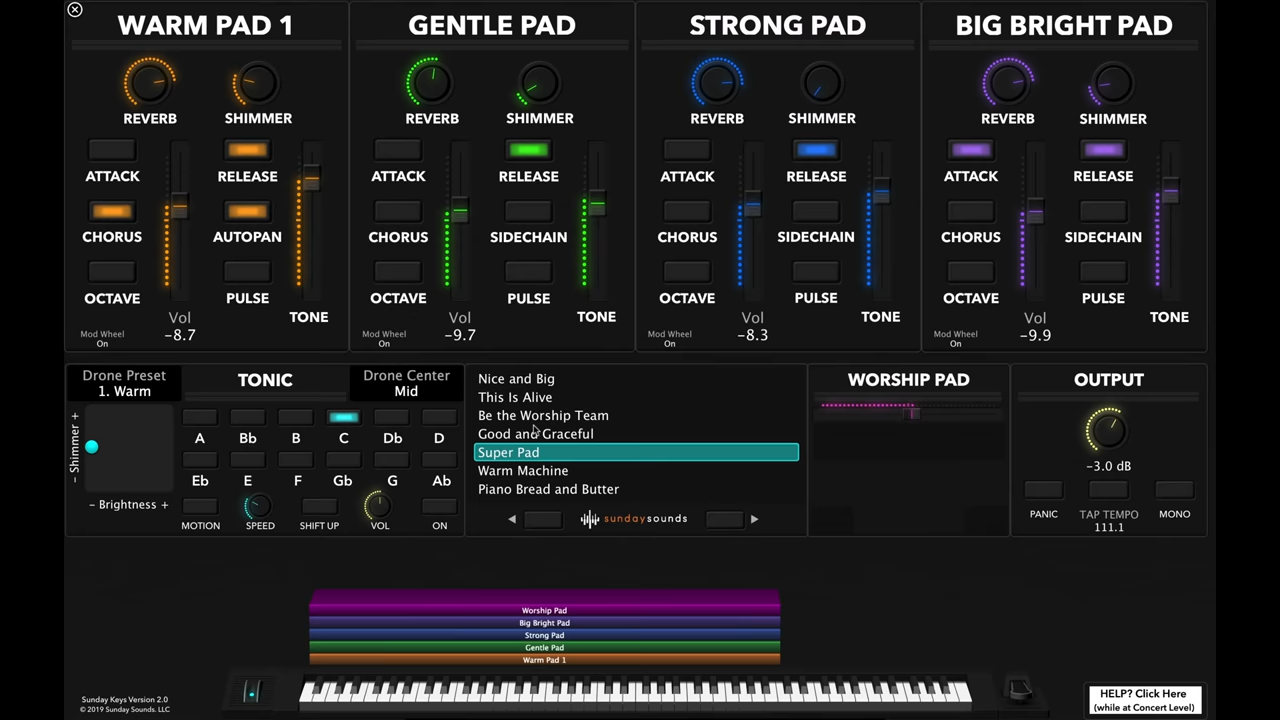 WARM PAD 1
REVERB
SHIMMER
ATTACK
RELEASE
CHORUS
AUTOPAN
OCTAVE
PULSE
Vol
TONE
Mod Wheel
On
-8.7
GENTLE PAD
REVERB
SHIMMER
ATTACK
RELEASE
CHORUS
SIDECHAIN
OCTAVE
PULSE
Vol
TONE
Mod Wheel
On
-9.7
STRONG PAD
REVERB
SHIMMER
ATTACK
RELEASE
CHORUS
SIDECHAIN
OCTAVE
PULSE
Vol
TONE
Mod Wheel
On
-8.3
BIG BRIGHT PAD
REVERB
SHIMMER
ATTACK
RELEASE
CHORUS
SIDECHAIN
OCTAVE
PULSE
Vol
TONE
Mod Wheel
On
-9.9
Drone Preset
1. Warm
TONIC
Drone Center
Mid
- Shimmer +
- Brightness +
A Bb B C Db D
Eb E F Gb G Ab
MOTION SPEED SHIFT UP VOL ON
Nice and Big
This Is Alive
Be the Worship Team
Good and Graceful
Super Pad
Warm Machine
Piano Bread and Butter
sundaysounds
WORSHIP PAD
OUTPUT
-3.0 dB
PANIC
TAP TEMPO
111.1
MONO
Worship Pad
Big Bright Pad
Strong Pad
Gentle Pad
Warm Pad 1
Sunday Keys Version 2.0
© 2019 Sunday Sounds. LLC
HELP? Click Here
(while at Concert Level)